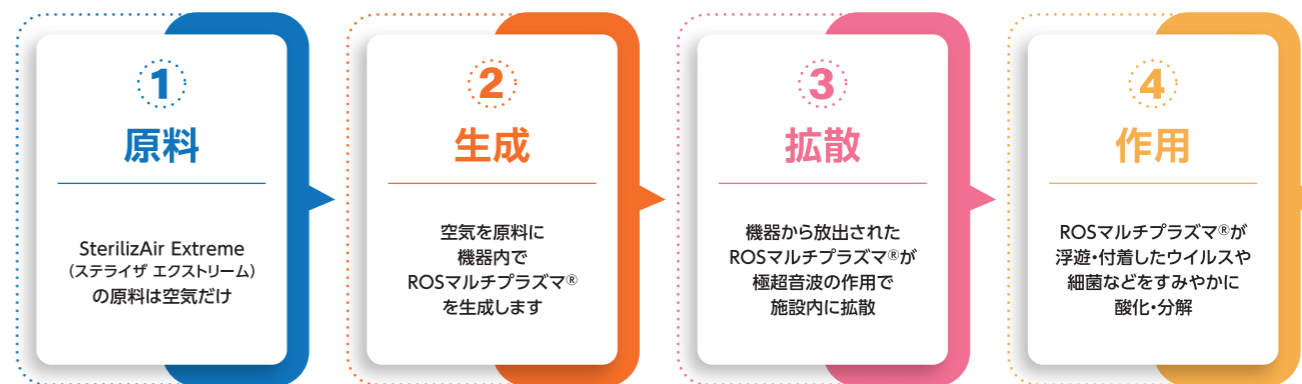 1
原料
SterilizAir Extreme
(ステライザ エクストリーム)
の原料は空気だけ
2
生成
空気を原料に
機器内で
ROSマルチプラズマ®
を生成します
3
拡散
機器から放出された
ROSマルチプラズマ®が
極超音波の作用で
施設内に拡散
4
作用
ROSマルチプラズマ®が
浮遊・付着したウイルスや
細菌などをすみやかに
酸化・分解